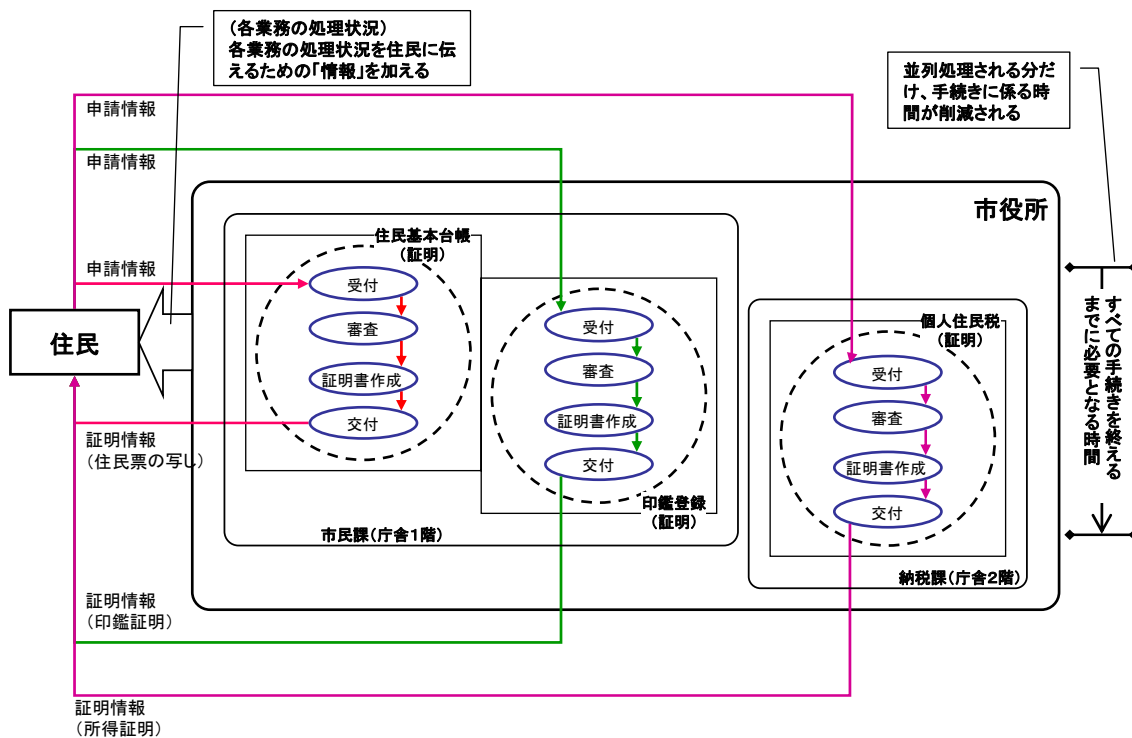 (各業務の処理状況)
各業務の処理状況を住民に伝
えるための「情報」を加える
並列処理される分だ
け、手続きに係る時
間が削減される
申請情報
申請情報
申請情報
市役所
住民基本台帳
(証明)
受付
審査
証明書作成
交付
受付
審査
証明書作成
交付
印鑑登録
(証明)
市民課(庁舎1階)
個人住民税
(証明)
受付
審査
証明書作成
交付
納税課(庁舎2階)
すべての手続きを終える
までに必要となる時間
住民
証明情報
(住民票の写し)
証明情報
(印鑑証明)
証明情報
(所得証明)